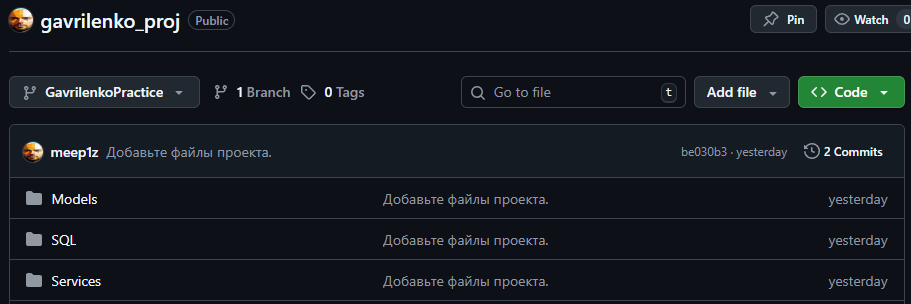 gavrilenko_proj Public Pin Watch 0
GavrilenkoPractice 1 Branch 0 Tags Go to file t Add file Code
meep1z Добавьте файлы проекта. be030b3 · yesterday 2 Commits
Models Добавьте файлы проекта. yesterday
SQL Добавьте файлы проекта. yesterday
Services Добавьте файлы проекта. yesterday